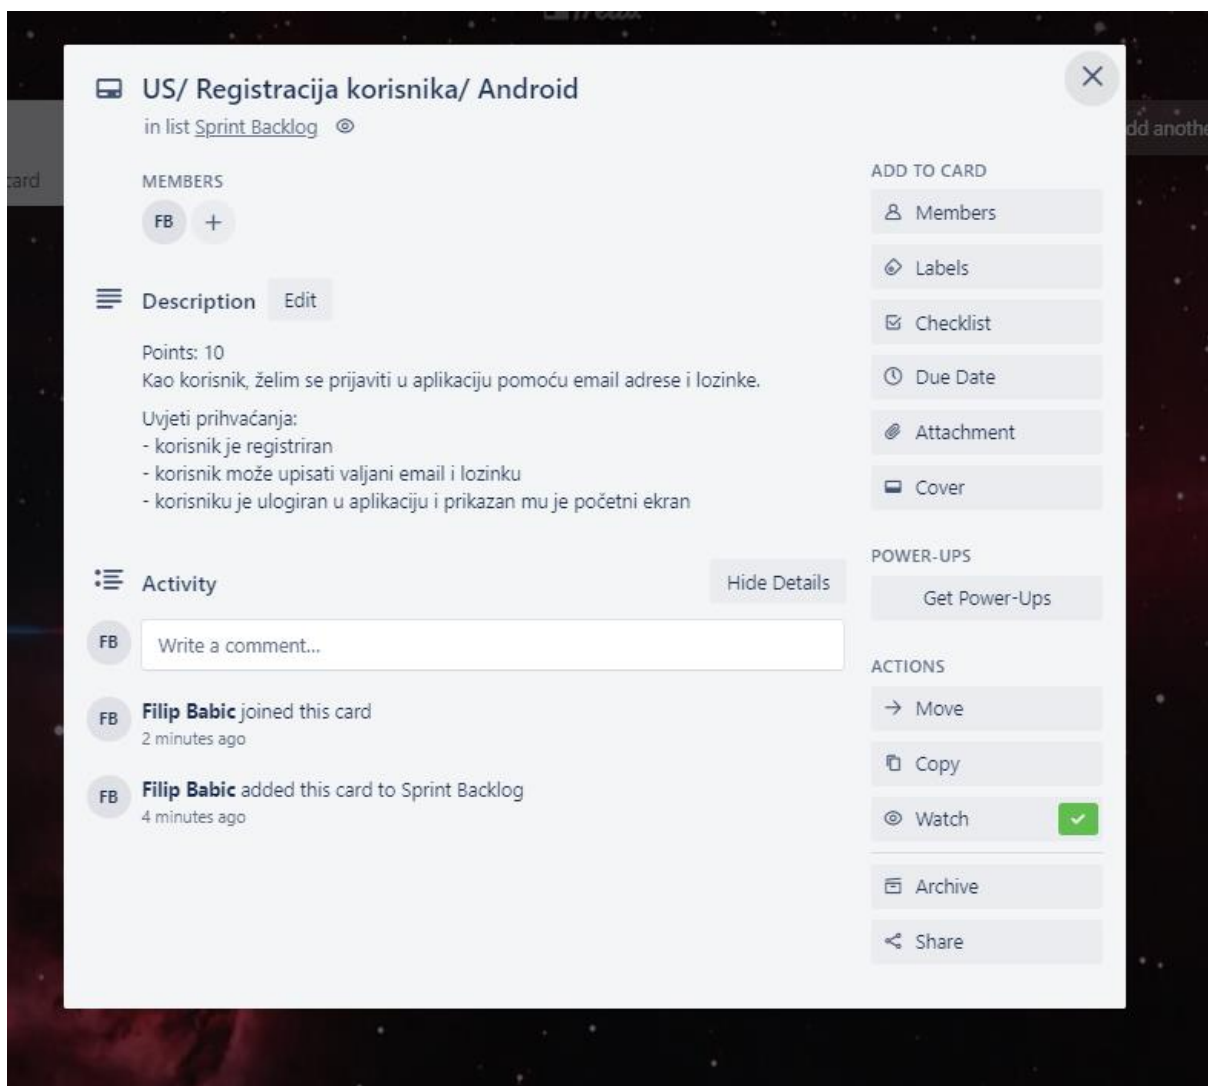 US/ Registracija korisnika/ Android
in list Sprint Backlog
MEMBERS
FB +
Description Edit
Points: 10
Kao korisnik, želim se prijaviti u aplikaciju pomoću email adrese i lozinke.
Uvjeti prihvaćanja:
- korisnik je registriran
- korisnik može upisati valjani email i lozinku
- korisniku je ulogiran u aplikaciju i prikazan mu je početni ekran
Activity Hide Details
FB Write a comment...
FB Filip Babic joined this card
2 minutes ago
FB Filip Babic added this card to Sprint Backlog
4 minutes ago
ADD TO CARD
Members
Labels
Checklist
Due Date
Attachment
Cover
POWER-UPS
Get Power-Ups
ACTIONS
Move
Copy
Watch
Archive
Share
card
dd anothe